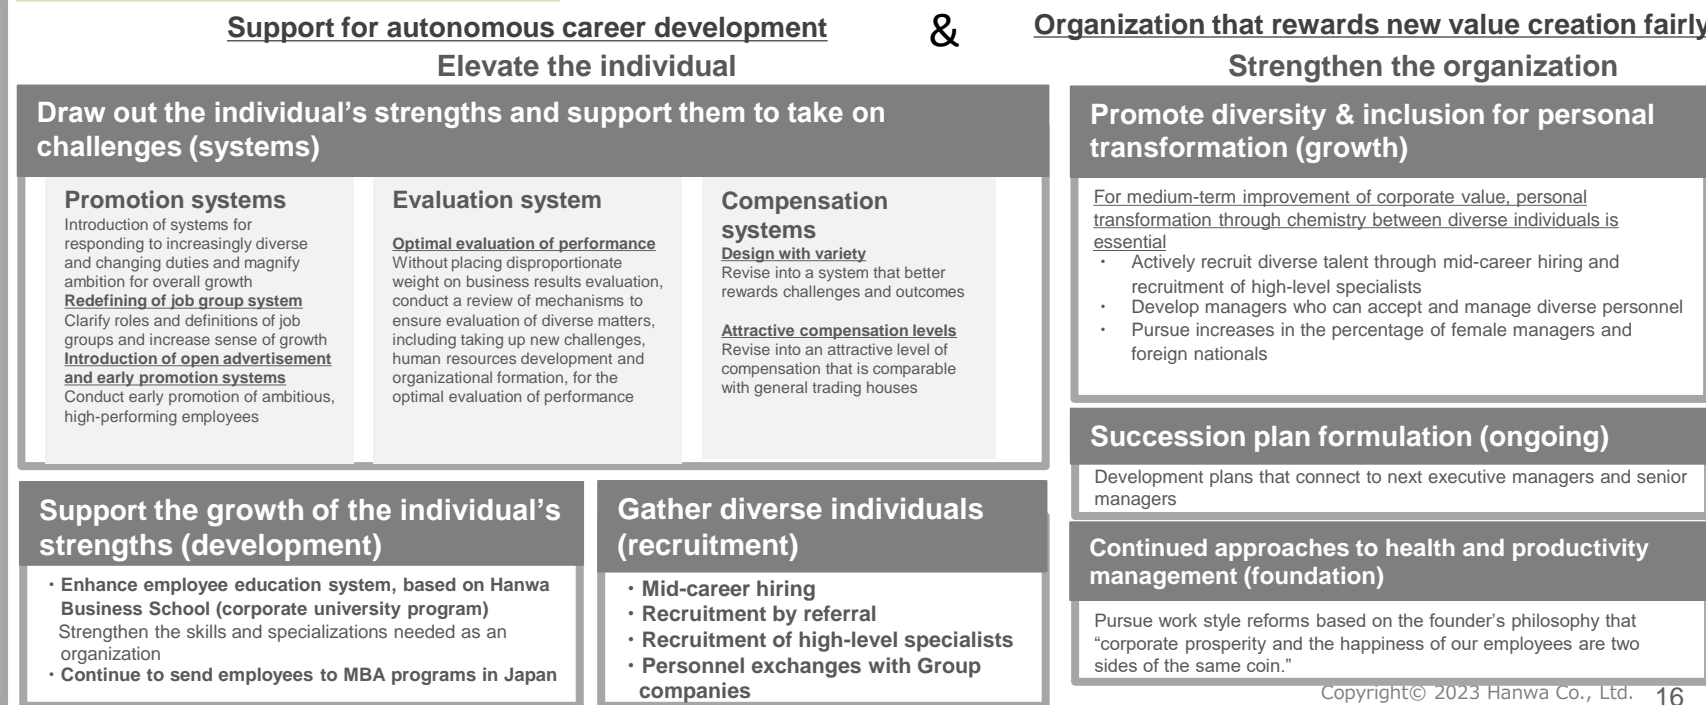 Support for autonomous career development
&
Organization that rewards new value creation fairly
Elevate the individual
Strengthen the organization
Draw out the individual's strengths and support them to take on
challenges (systems)
Promotion systems
Introduction of systems for
responding to increasingly diverse
and changing duties and magnify
ambition for overall growth
Redefining of job group system
Clarify roles and definitions of job
groups and increase sense of growth
Introduction of open advertisement
and early promotion systems
Conduct early promotion of ambitious,
high-performing employees
Evaluation system
Optimal evaluation of performance
Without placing disproportionate
weight on business results evaluation,
conduct a review of mechanisms to
ensure evaluation of diverse matters,
including taking up new challenges,
human resources development and
organizational formation, for the
optimal evaluation of performance
Compensation
systems
Design with variety
Revise into a system that better
rewards challenges and outcomes
Attractive compensation levels
Revise into an attractive level of
compensation that is comparable
with general trading houses
Support the growth of the individual's
strengths (development)
・Enhance employee education system, based on Hanwa
Business School (corporate university program)
Strengthen the skills and specializations needed as an
organization
・Continue to send employees to MBA programs in Japan
Gather diverse individuals
(recruitment)
・Mid-career hiring
・Recruitment by referral
・Recruitment of high-level specialists
・Personnel exchanges with Group
companies
Promote diversity & inclusion for personal
transformation (growth)
For medium-term improvement of corporate value, personal
transformation through chemistry between diverse individuals is
essential
・ Actively recruit diverse talent through mid-career hiring and
recruitment of high-level specialists
・ Develop managers who can accept and manage diverse personnel
・ Pursue increases in the percentage of female managers and
foreign nationals
Succession plan formulation (ongoing)
Development plans that connect to next executive managers and senior
managers
Continued approaches to health and productivity
management (foundation)
Pursue work style reforms based on the founder's philosophy that
"corporate prosperity and the happiness of our employees are two
sides of the same coin."
Copyright© 2023 Hanwa Co., Ltd. 16